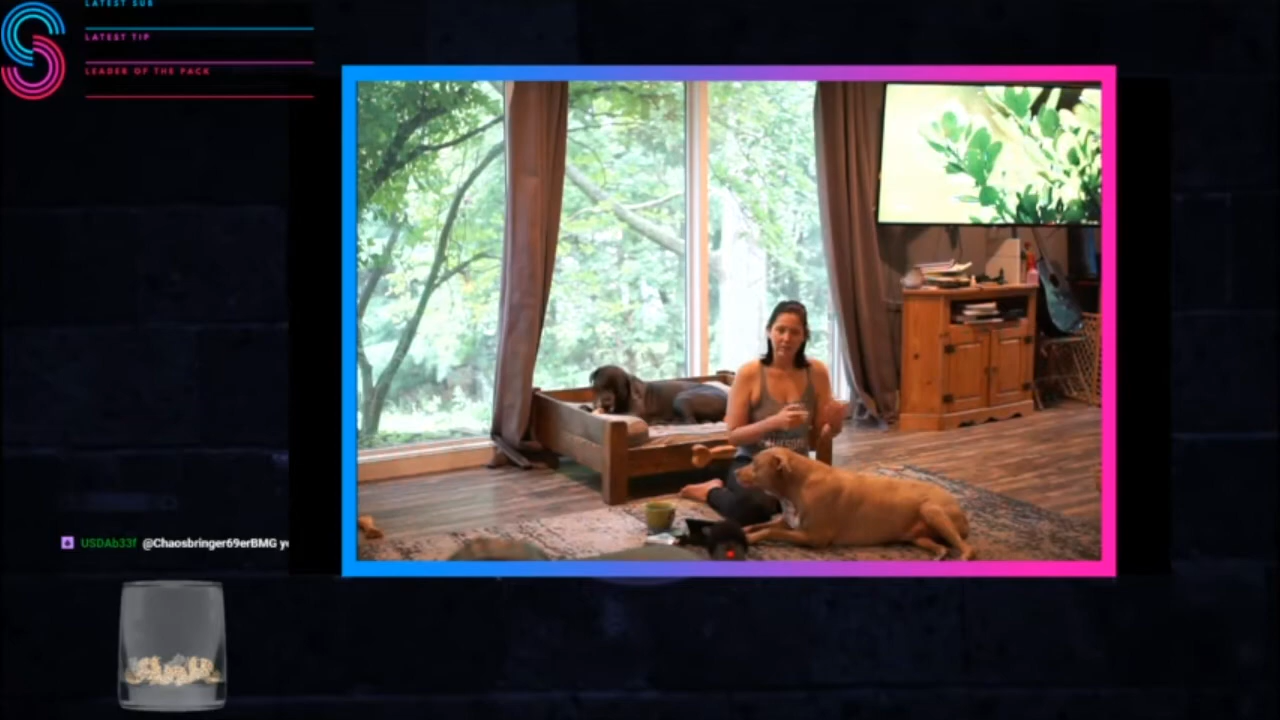 LATEST SUB
LATEST TIP
LEADER OF THE PACK
USDAb33f @Chaosbringer69erBMG